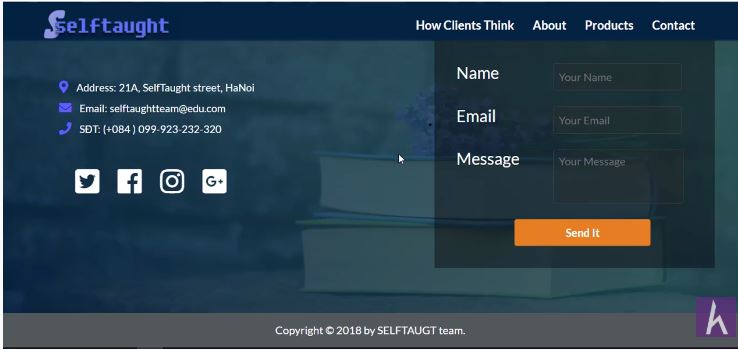 Selftaught
How Clients Think About Products Contact
Address: 21A, SelfTaught street, HaNoi
Email: selftaughtteam@edu.com
SĐT: (+084 ) 099-923-232-320
G+
Name
Your Name
Email
Your Email
Message
Your Message
Send It
Copyright © 2018 by SELFTAUGT team.